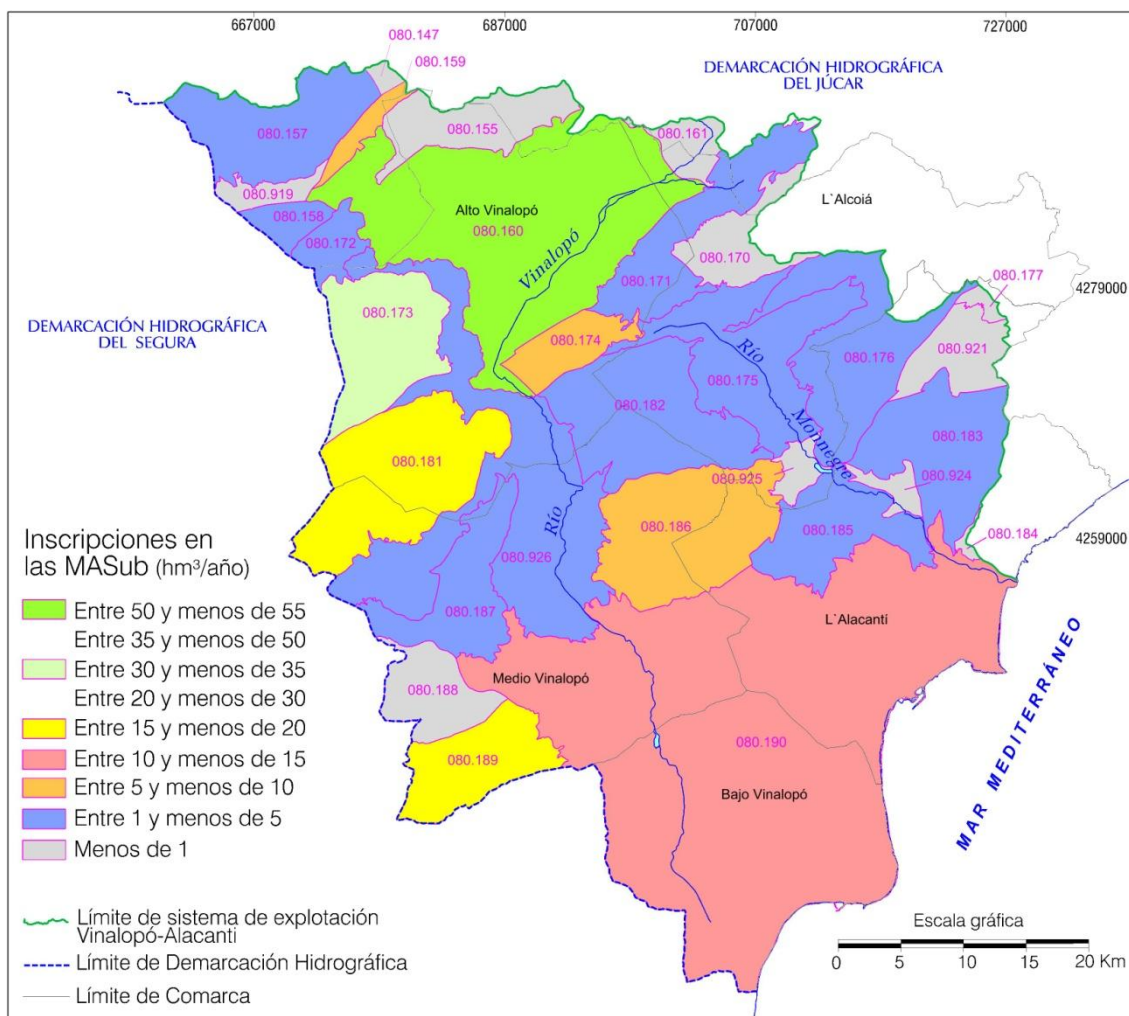 667000
687000
707000
727000
080.147
080.159
DEMARCACIÓN HIDROGRÁFICA
DEL JÚCAR
080.157
080.155
080.161
080.919
080.158
080.172
Alto Vinalopó
080.160
Vinalopó
L`Alcoiá
080.170
080.171
080.177
4279000
080.173
DEMARCACIÓN HIDROGRÁFICA
DEL SEGURA
080.174
Río
080.175
080.176
080.921
Monnegre
080.182
080.183
080.181
080.925
080.924
Río
080.186
080.185
080.184
4259000
080.926
080.187
L`Alacantí
Medio Vinalopó
080.188
080.189
080.190
Bajo Vinalopó
MAR MEDITERRÁNEO
Inscripciones en
las MASub (hm³/año)
Entre 50 y menos de 55
Entre 35 y menos de 50
Entre 30 y menos de 35
Entre 20 y menos de 30
Entre 15 y menos de 20
Entre 10 y menos de 15
Entre 5 y menos de 10
Entre 1 y menos de 5
Menos de 1
Límite de sistema de explotación
Vinalopó-Alacanti
Límite de Demarcación Hidrográfica
Límite de Comarca
Escala gráfica
0 5 10 15 20 Km